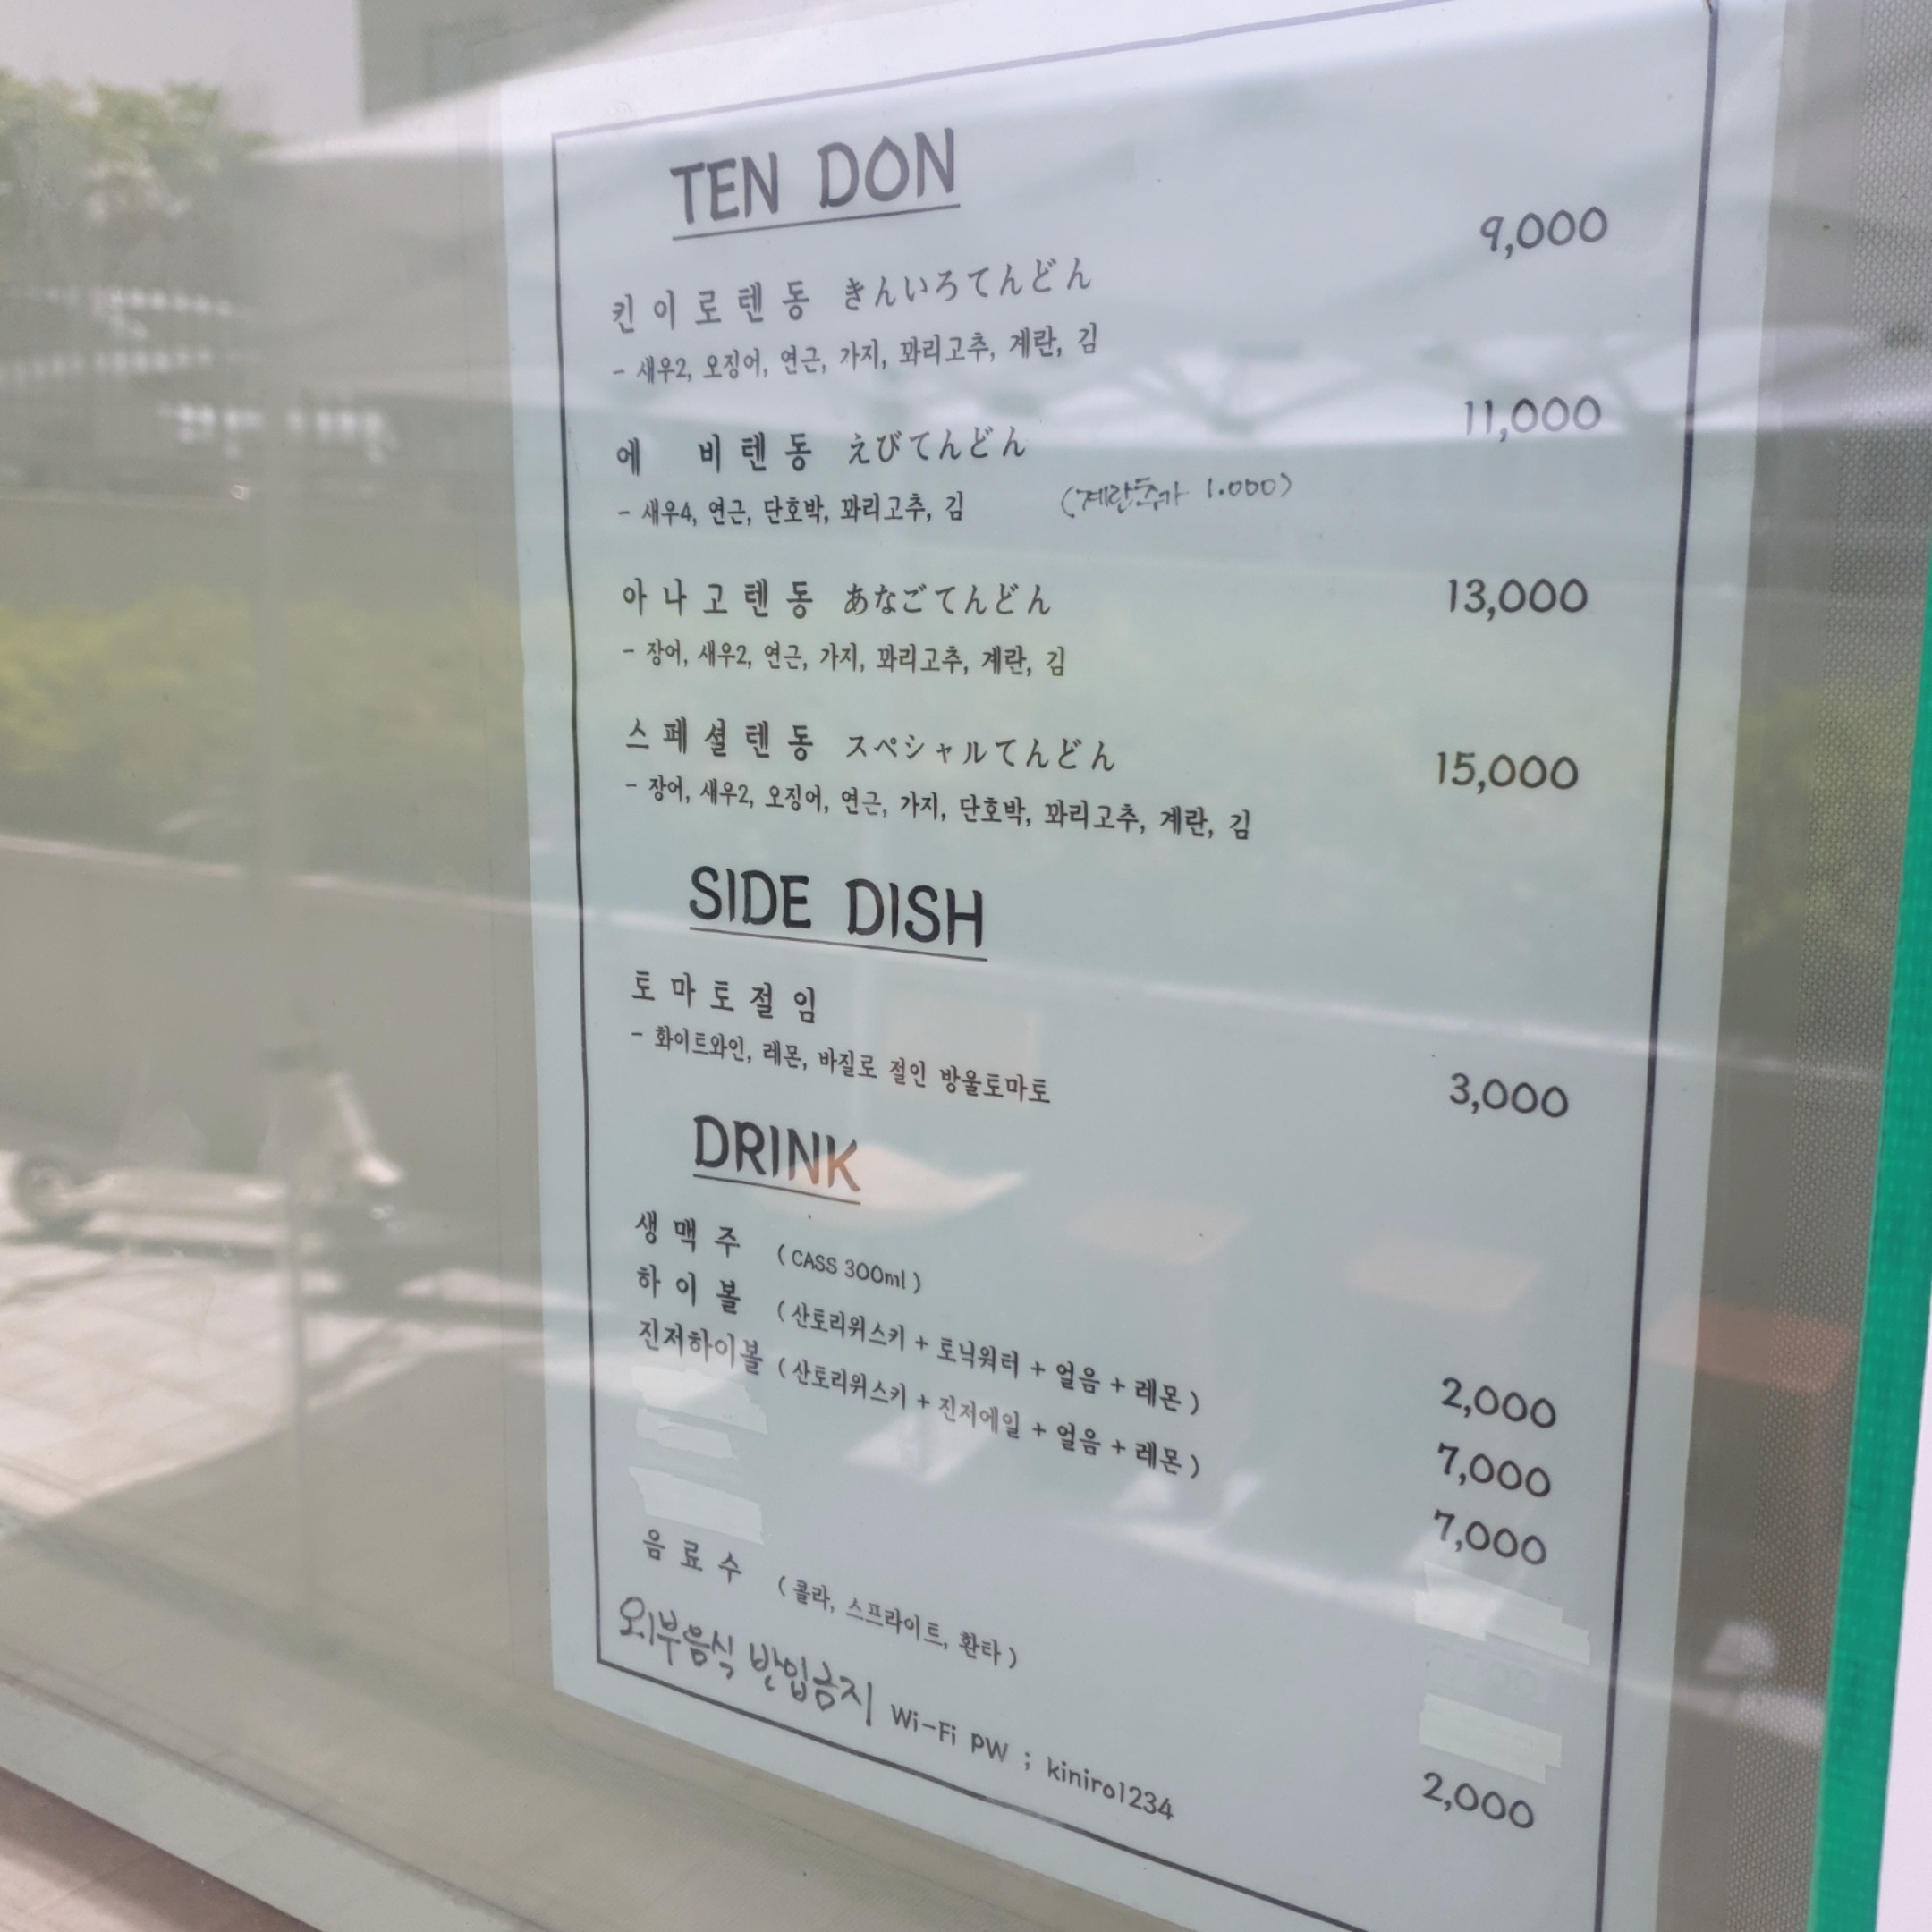 TEN DON
킨이로텐동 きんいろてんどん 9,000
- 새우2, 오징어, 연근, 가지, 꽈리고추, 계란, 김
에 비텐동 えびてんどん 11,000
- 새우4, 연근, 단호박, 꽈리고추, 김 (계란추가 1.000)
아나고텐동 あなごてんどん 13,000
- 장어, 새우2, 연근, 가지, 꽈리고추, 계란, 김
스페셜텐동 スペシャルてんどん 15,000
- 장어, 새우2, 오징어, 연근, 가지, 단호박, 꽈리고추, 계란, 김
SIDE DISH
토마토절임
- 화이트와인, 레몬, 바질로 절인 방울토마토 3,000
DRINK
생맥주 ( CASS 300ml ) 2,000
하이볼 ( 산토리위스키 + 토닉워터 + 얼음 + 레몬 ) 7,000
진저하이볼 ( 산토리위스키 + 진저에일 + 얼음 + 레몬 ) 7,000
음료수 ( 콜라, 스프라이트, 환타 ) 2,000
외부음식 반입금지 Wi-Fi PW ; kiniro1234